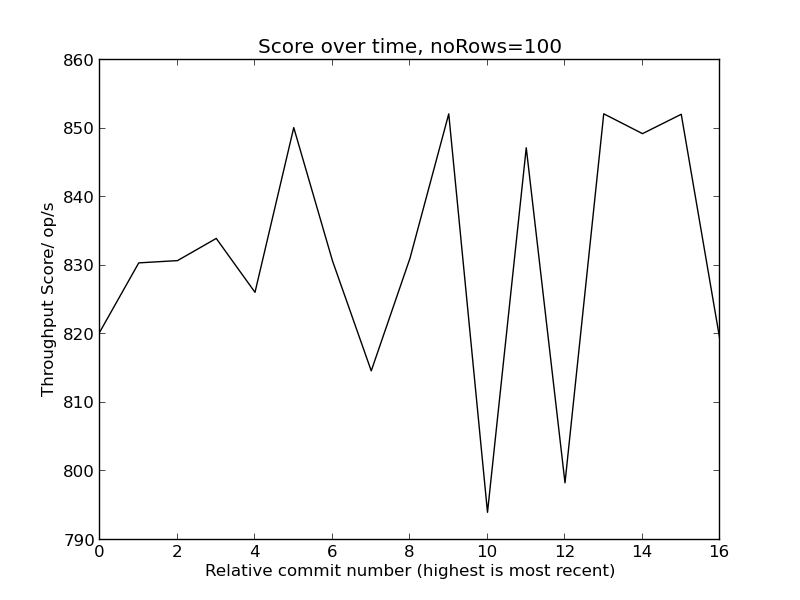 Score over time, noRows=100
860
850
840
830
820
810
800
790
Throughput Score/ op/s
0 2 4 6 8 10 12 14 16
Relative commit number (highest is most recent)